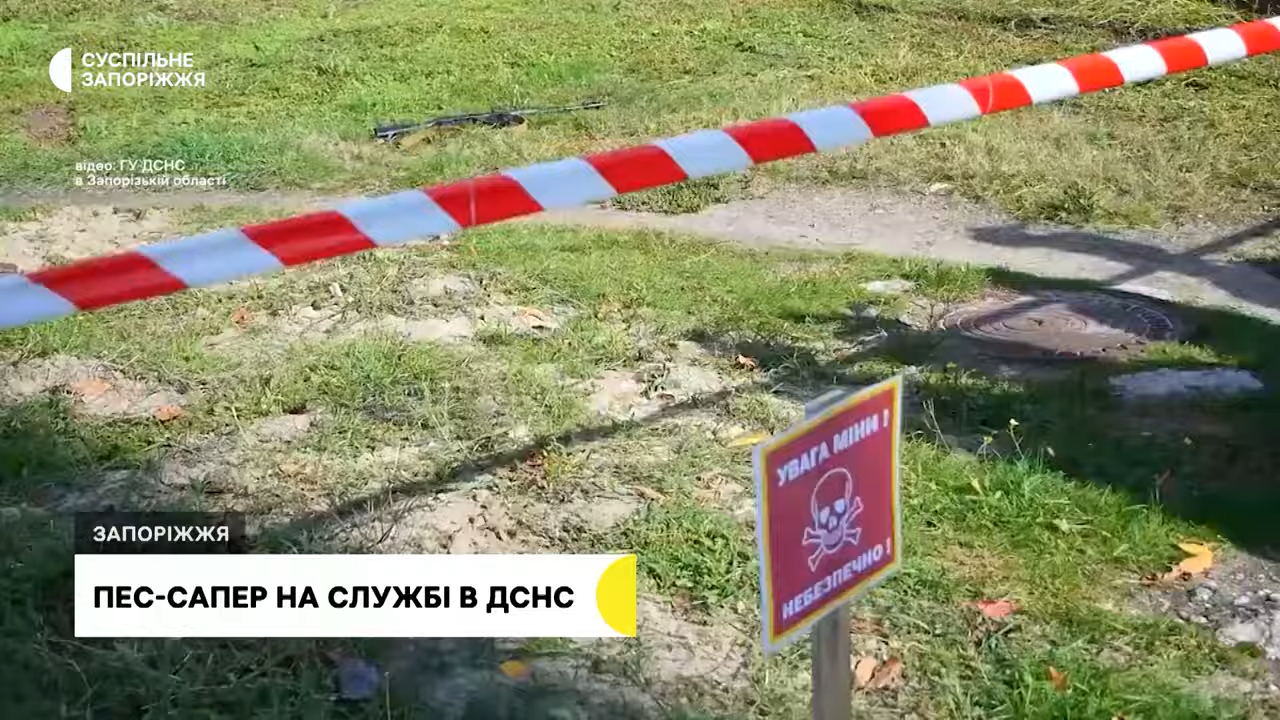 СУСПІЛЬНЕ
ЗАПОРІЖЖЯ
відео: ГУ ДСНС
в Запорізькій області
УВАГА МІНИ !
НЕБЕЗПЕЧНО !
ЗАПОРІЖЖЯ
ПЕС-САПЕР НА СЛУЖБІ В ДСНС